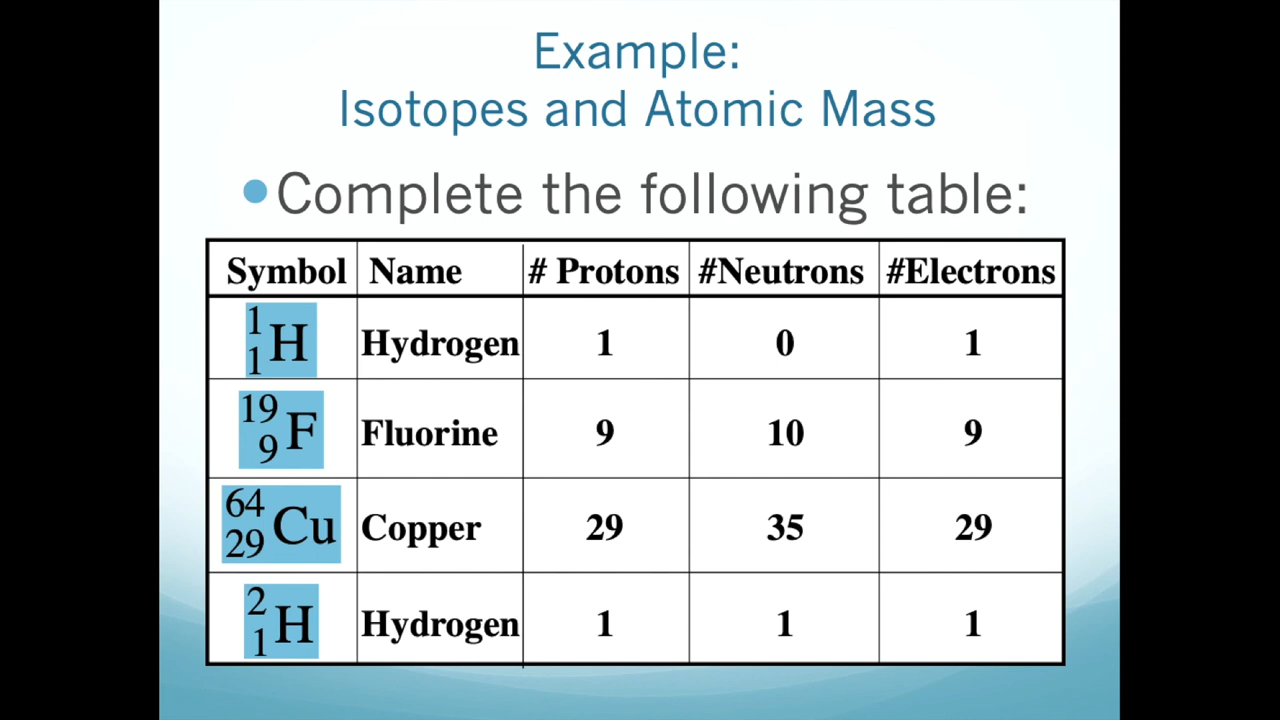 Example:
Isotopes and Atomic Mass
•Complete the following table:
Symbol Name # Protons #Neutrons #Electrons
1
1 H Hydrogen 1 0 1
19
9 F Fluorine 9 10 9
64
29 Cu Copper 29 35 29
2
1 H Hydrogen 1 1 1